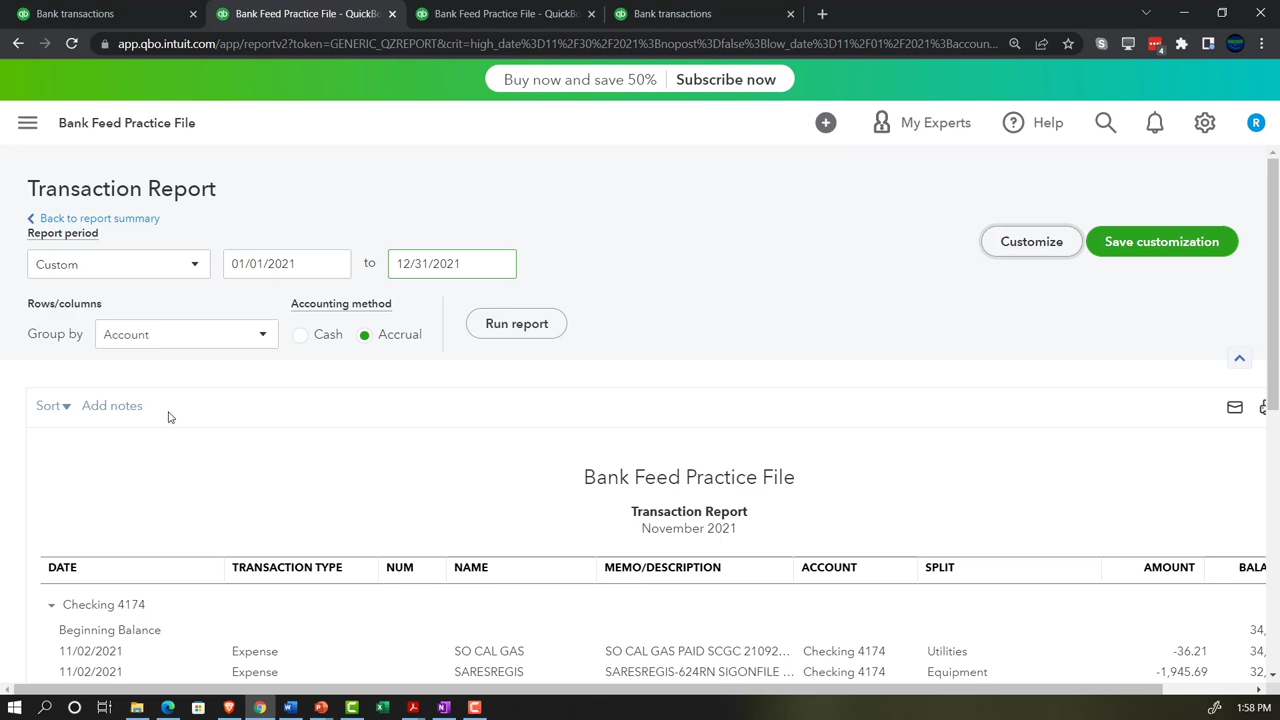 Bank transactions
Bank Feed Practice File - QuickBo
Bank Feed Practice File - QuickBo
Bank transactions
app.qbo.intuit.com/app/reportv2?token=GENERIC_QZREPORT&crit=high_date%3D11%2F30%2F2021%3Bnopost%3Dfalse%3Blow_date%3D11%2F01%2F2021%3Baccoun...
4
Buy now and save 50% Subscribe now
Bank Feed Practice File
My Experts
Help
R
Transaction Report
Back to report summary
Report period
Custom
01/01/2021
to
12/31/2021
Customize
Save customization
Rows/columns
Accounting method
Group by
Account
Cash
Accrual
Run report
Sort
Add notes
Bank Feed Practice File
Transaction Report
November 2021
DATE TRANSACTION TYPE NUM NAME MEMO/DESCRIPTION ACCOUNT SPLIT AMOUNT BALA
Checking 4174
Beginning Balance 34,
11/02/2021 Expense SO CAL GAS SO CAL GAS PAID SCGC 21092... Checking 4174 Utilities -36.21 34,
11/02/2021 Expense SARESREGIS SARESREGIS-624RN SIGONFILE ... Checking 4174 Equipment -1,945.69 32,
1:58 PM